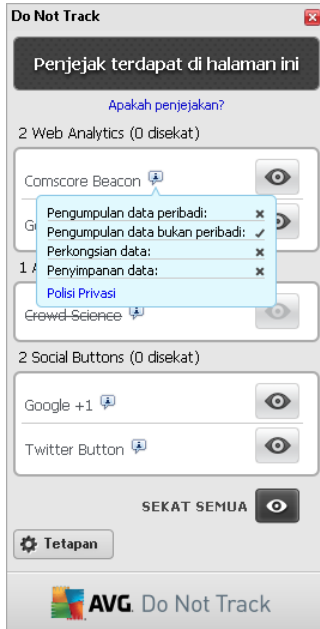 Do Not Track
Penjejak terdapat di halaman ini
Apakah penjejakan?
2 Web Analytics (0 disekat)
Comscore Beacon
Pengumpulan data peribadi:
Pengumpulan data bukan peribadi:
Perkongsian data:
Penyimpanan data:
Polisi Privasi
Crowd Science
2 Social Buttons (0 disekat)
Google +1
Twitter Button
SEKAT SEMUA
Tetapan
AVG. Do Not Track